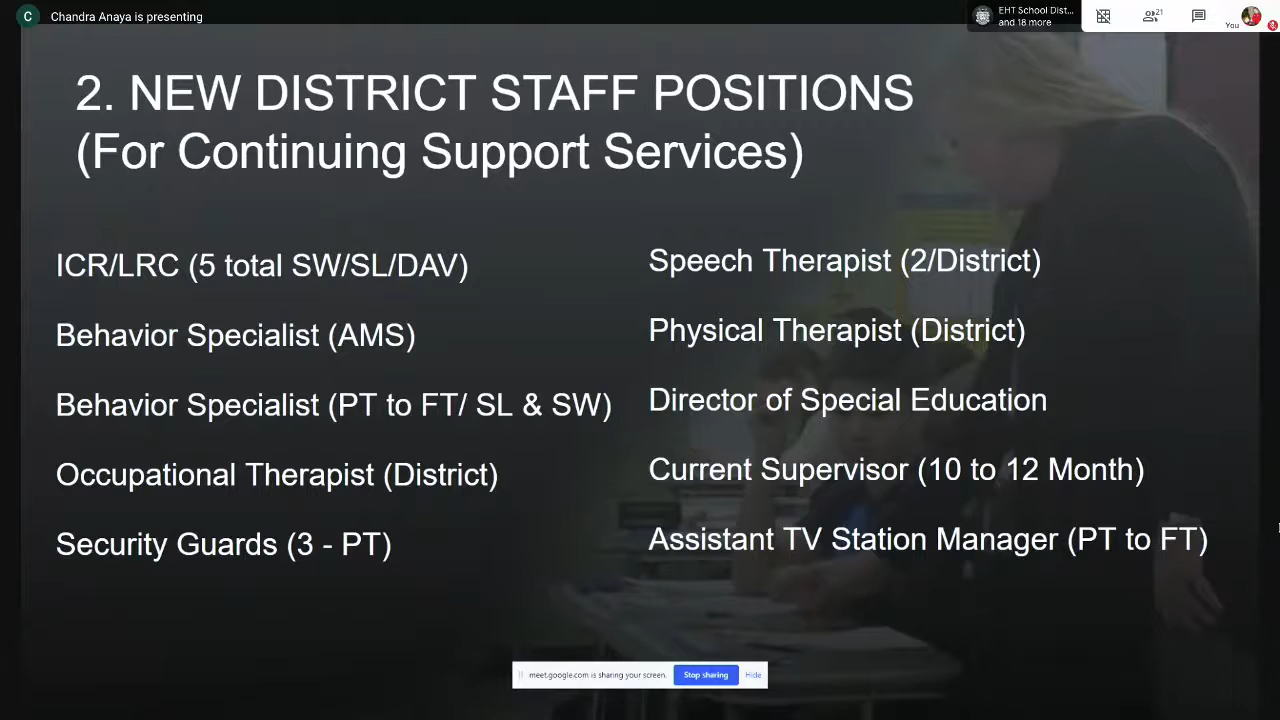 C Chandra Anaya is presenting
EHT School Dist...
and 18 more
21
You
2. NEW DISTRICT STAFF POSITIONS
(For Continuing Support Services)
ICR/LRC (5 total SW/SL/DAV)
Behavior Specialist (AMS)
Behavior Specialist (PT to FT/ SL & SW)
Occupational Therapist (District)
Security Guards (3 - PT)
Speech Therapist (2/District)
Physical Therapist (District)
Director of Special Education
Current Supervisor (10 to 12 Month)
Assistant TV Station Manager (PT to FT)
meet.google.com is sharing your screen.
Stop sharing
Hide